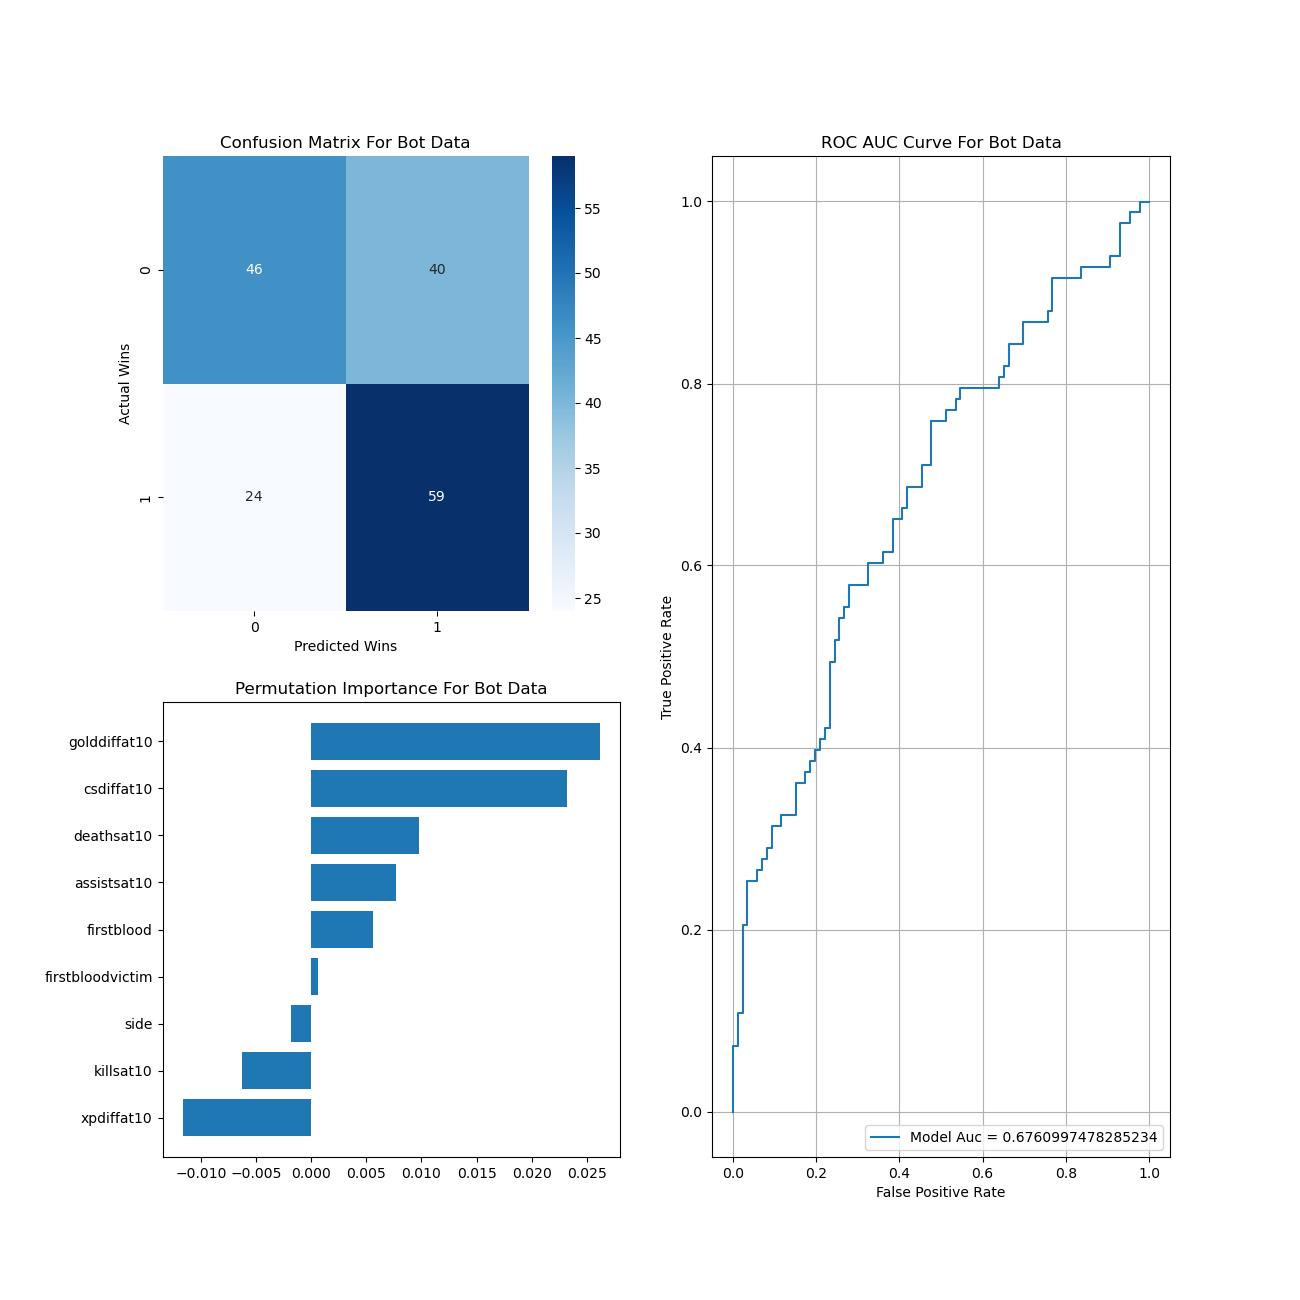 Confusion Matrix For Bot Data
46
40
24
59
0
1
Actual Wins
0
1
Predicted Wins
55
50
45
40
35
30
25
Permutation Importance For Bot Data
golddiffat10
csdiffat10
deathsat10
assistsat10
firstblood
firstbloodvictim
side
killsat10
xpdiffat10
−0.010 −0.005 0.000 0.005 0.010 0.015 0.020 0.025
ROC AUC Curve For Bot Data
1.0
0.8
0.6
0.4
0.2
0.0
True Positive Rate
Model Auc = 0.6760997478285234
0.0 0.2 0.4 0.6 0.8 1.0
False Positive Rate